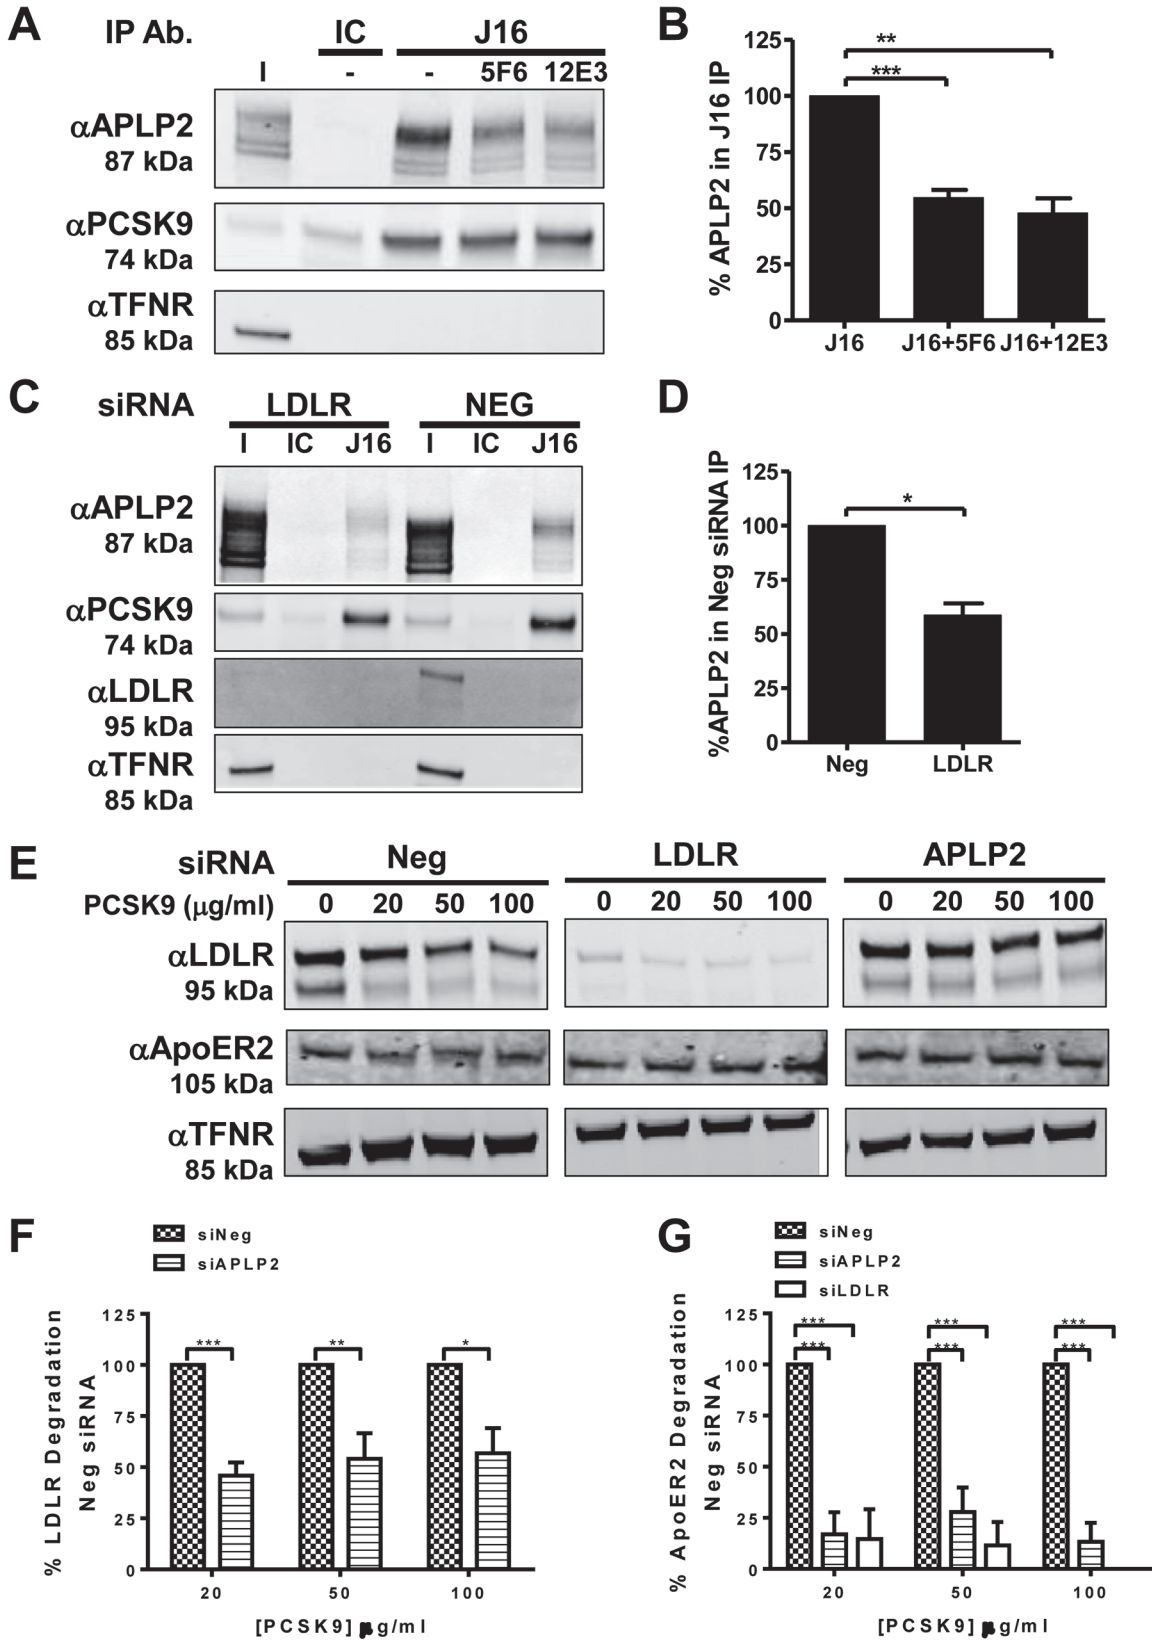 A
IP Ab. IC J16
I - - 5F6 12E3
αAPLP2
87 kDa
αPCSK9
74 kDa
αTFNR
85 kDa
B
% APLP2 in J16 IP
125
100
75
50
25
0
**
***
J16 J16+5F6 J16+12E3
C
siRNA LDLR NEG
I IC J16 I IC J16
αAPLP2
87 kDa
αPCSK9
74 kDa
αLDLR
95 kDa
αTFNR
85 kDa
D
%APLP2 in Neg siRNA IP
125
100
75
50
25
0
*
Neg LDLR
E
siRNA Neg LDLR APLP2
PCSK9 (μg/ml) 0 20 50 100 0 20 50 100 0 20 50 100
αLDLR
95 kDa
αApoER2
105 kDa
αTFNR
85 kDa
F
siNeg
siAPLP2
% LDLR Degradation
Neg siRNA
125
100
75
50
25
0
*** ** *
20 50 100
[PCSK9] μg/ml
G
siNeg
siAPLP2
siLDLR
% ApoER2 Degradation
Neg siRNA
125
100
75
50
25
0
*** *** ***
*** *** ***
20 50 100
[PCSK9] μg/ml